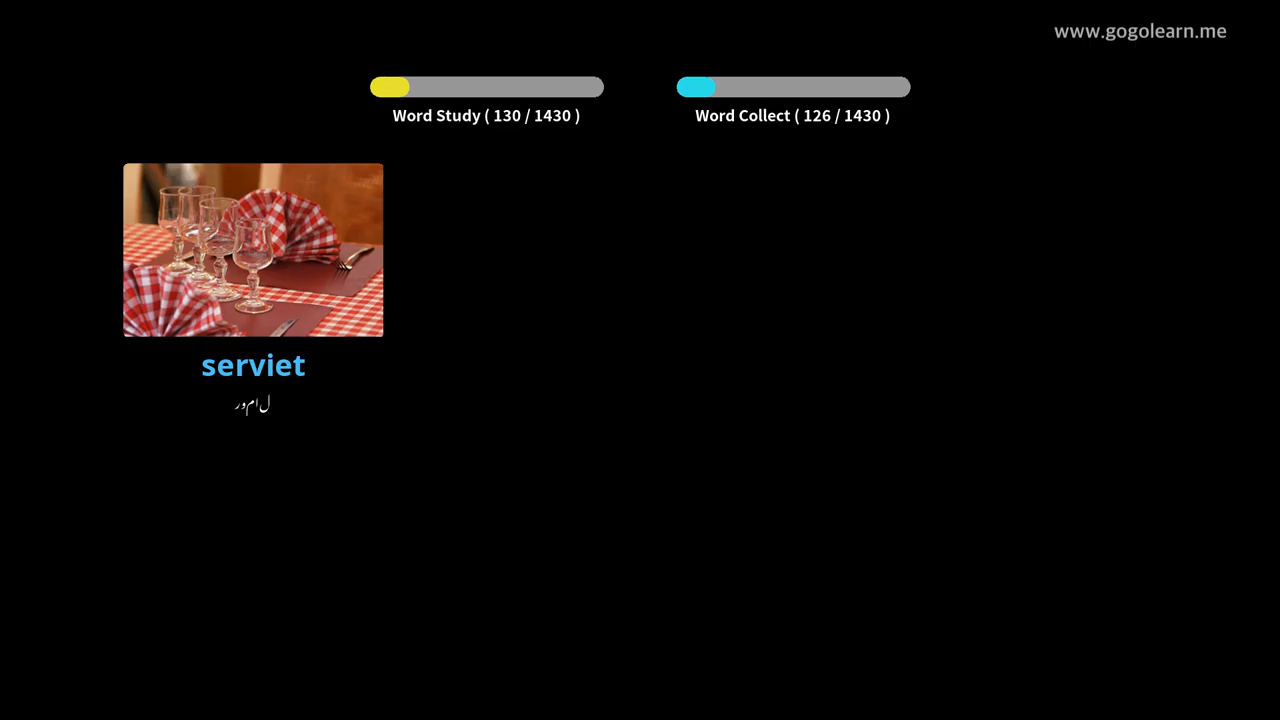 www.gogolearn.me
Word Study ( 130 / 1430 )
Word Collect ( 126 / 1430 )
serviet
رومال